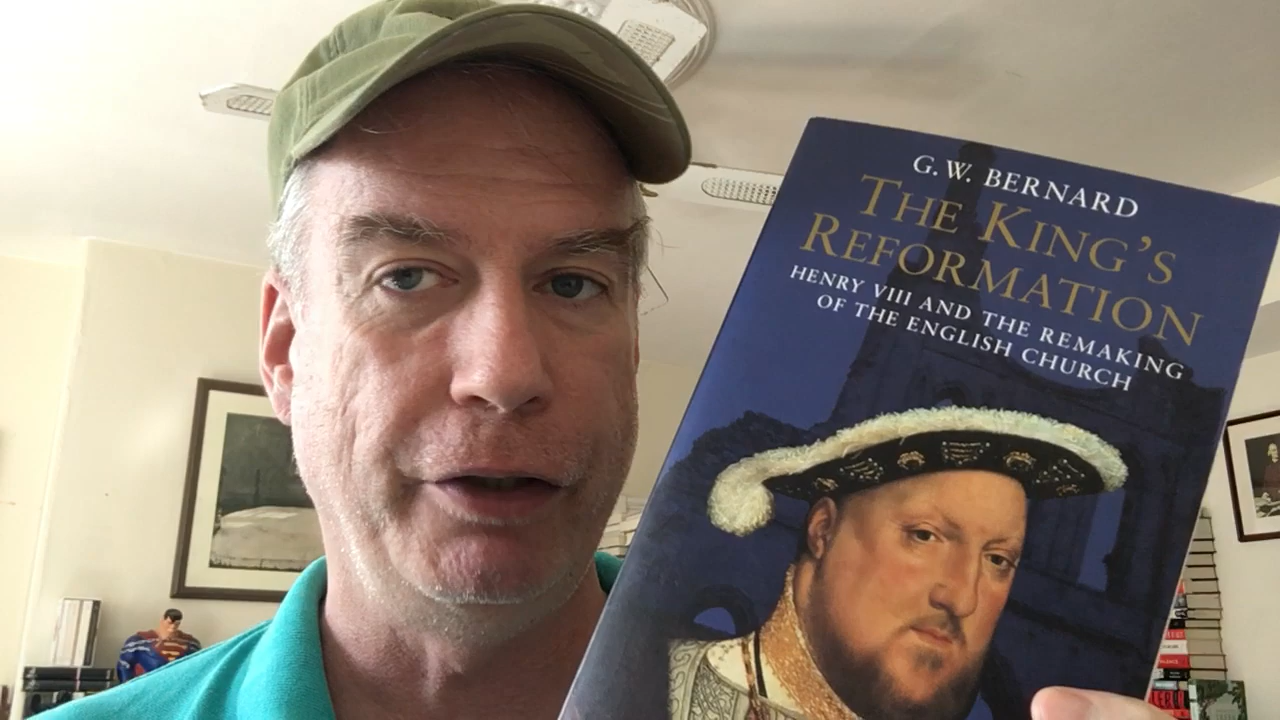 G. W. BERNARD
THE KING'S
REFORMATION
HENRY VIII AND THE REMAKING
OF THE ENGLISH CHURCH